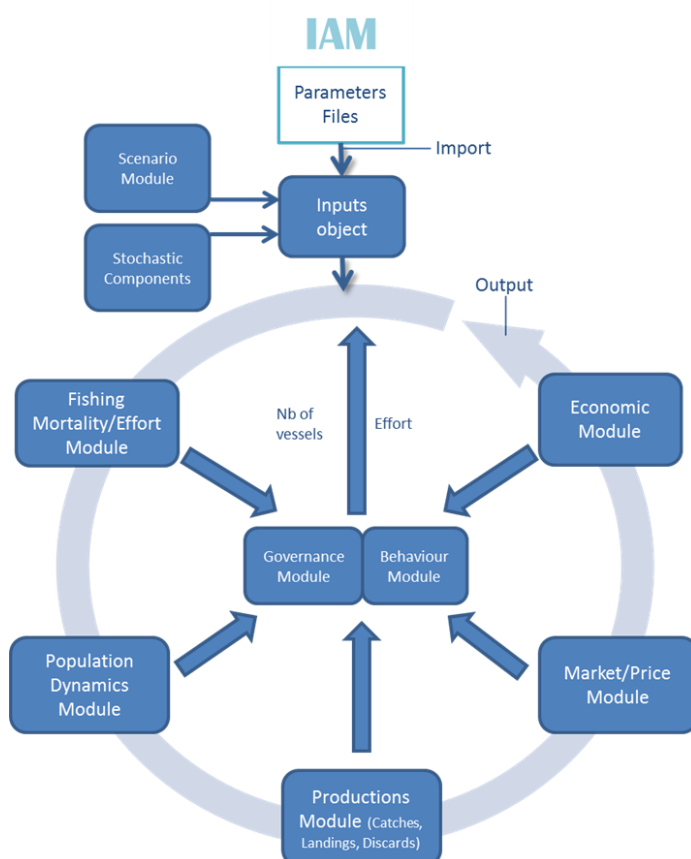 IAM
Parameters
Files
Import
Scenario
Module
Inputs
object
Stochastic
Components
Output
Fishing
Mortality/Effort
Module
Nb of
vessels
Effort
Economic
Module
Governance
Module
Behaviour
Module
Population
Dynamics
Module
Market/Price
Module
Productions
Module (Catches,
Landings, Discards)